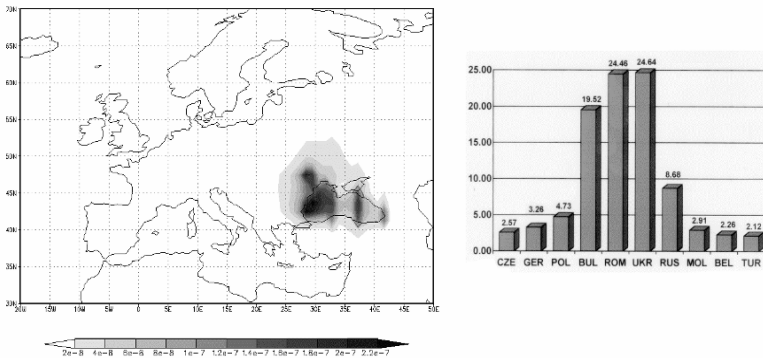 70N
65N
60N
55N
50N
45N
40N
35N
30N
20W 15W 10W 5W 0 5E 10E 15E 20E 25E 30E 35E 40E 45E 50E
2e-8 4e-8 6e-8 8e-8 1e-7 1.2e-7 1.4e-7 1.6e-7 1.8e-7 2e-7 2.2e-7
25.00
20.00
15.00
10.00
5.00
0.00
2.57 3.26 4.73 19.52 24.46 24.64 8.68 2.91 2.26 2.12
CZE GER POL BUL ROM UKR RUS MOL BEL TUR